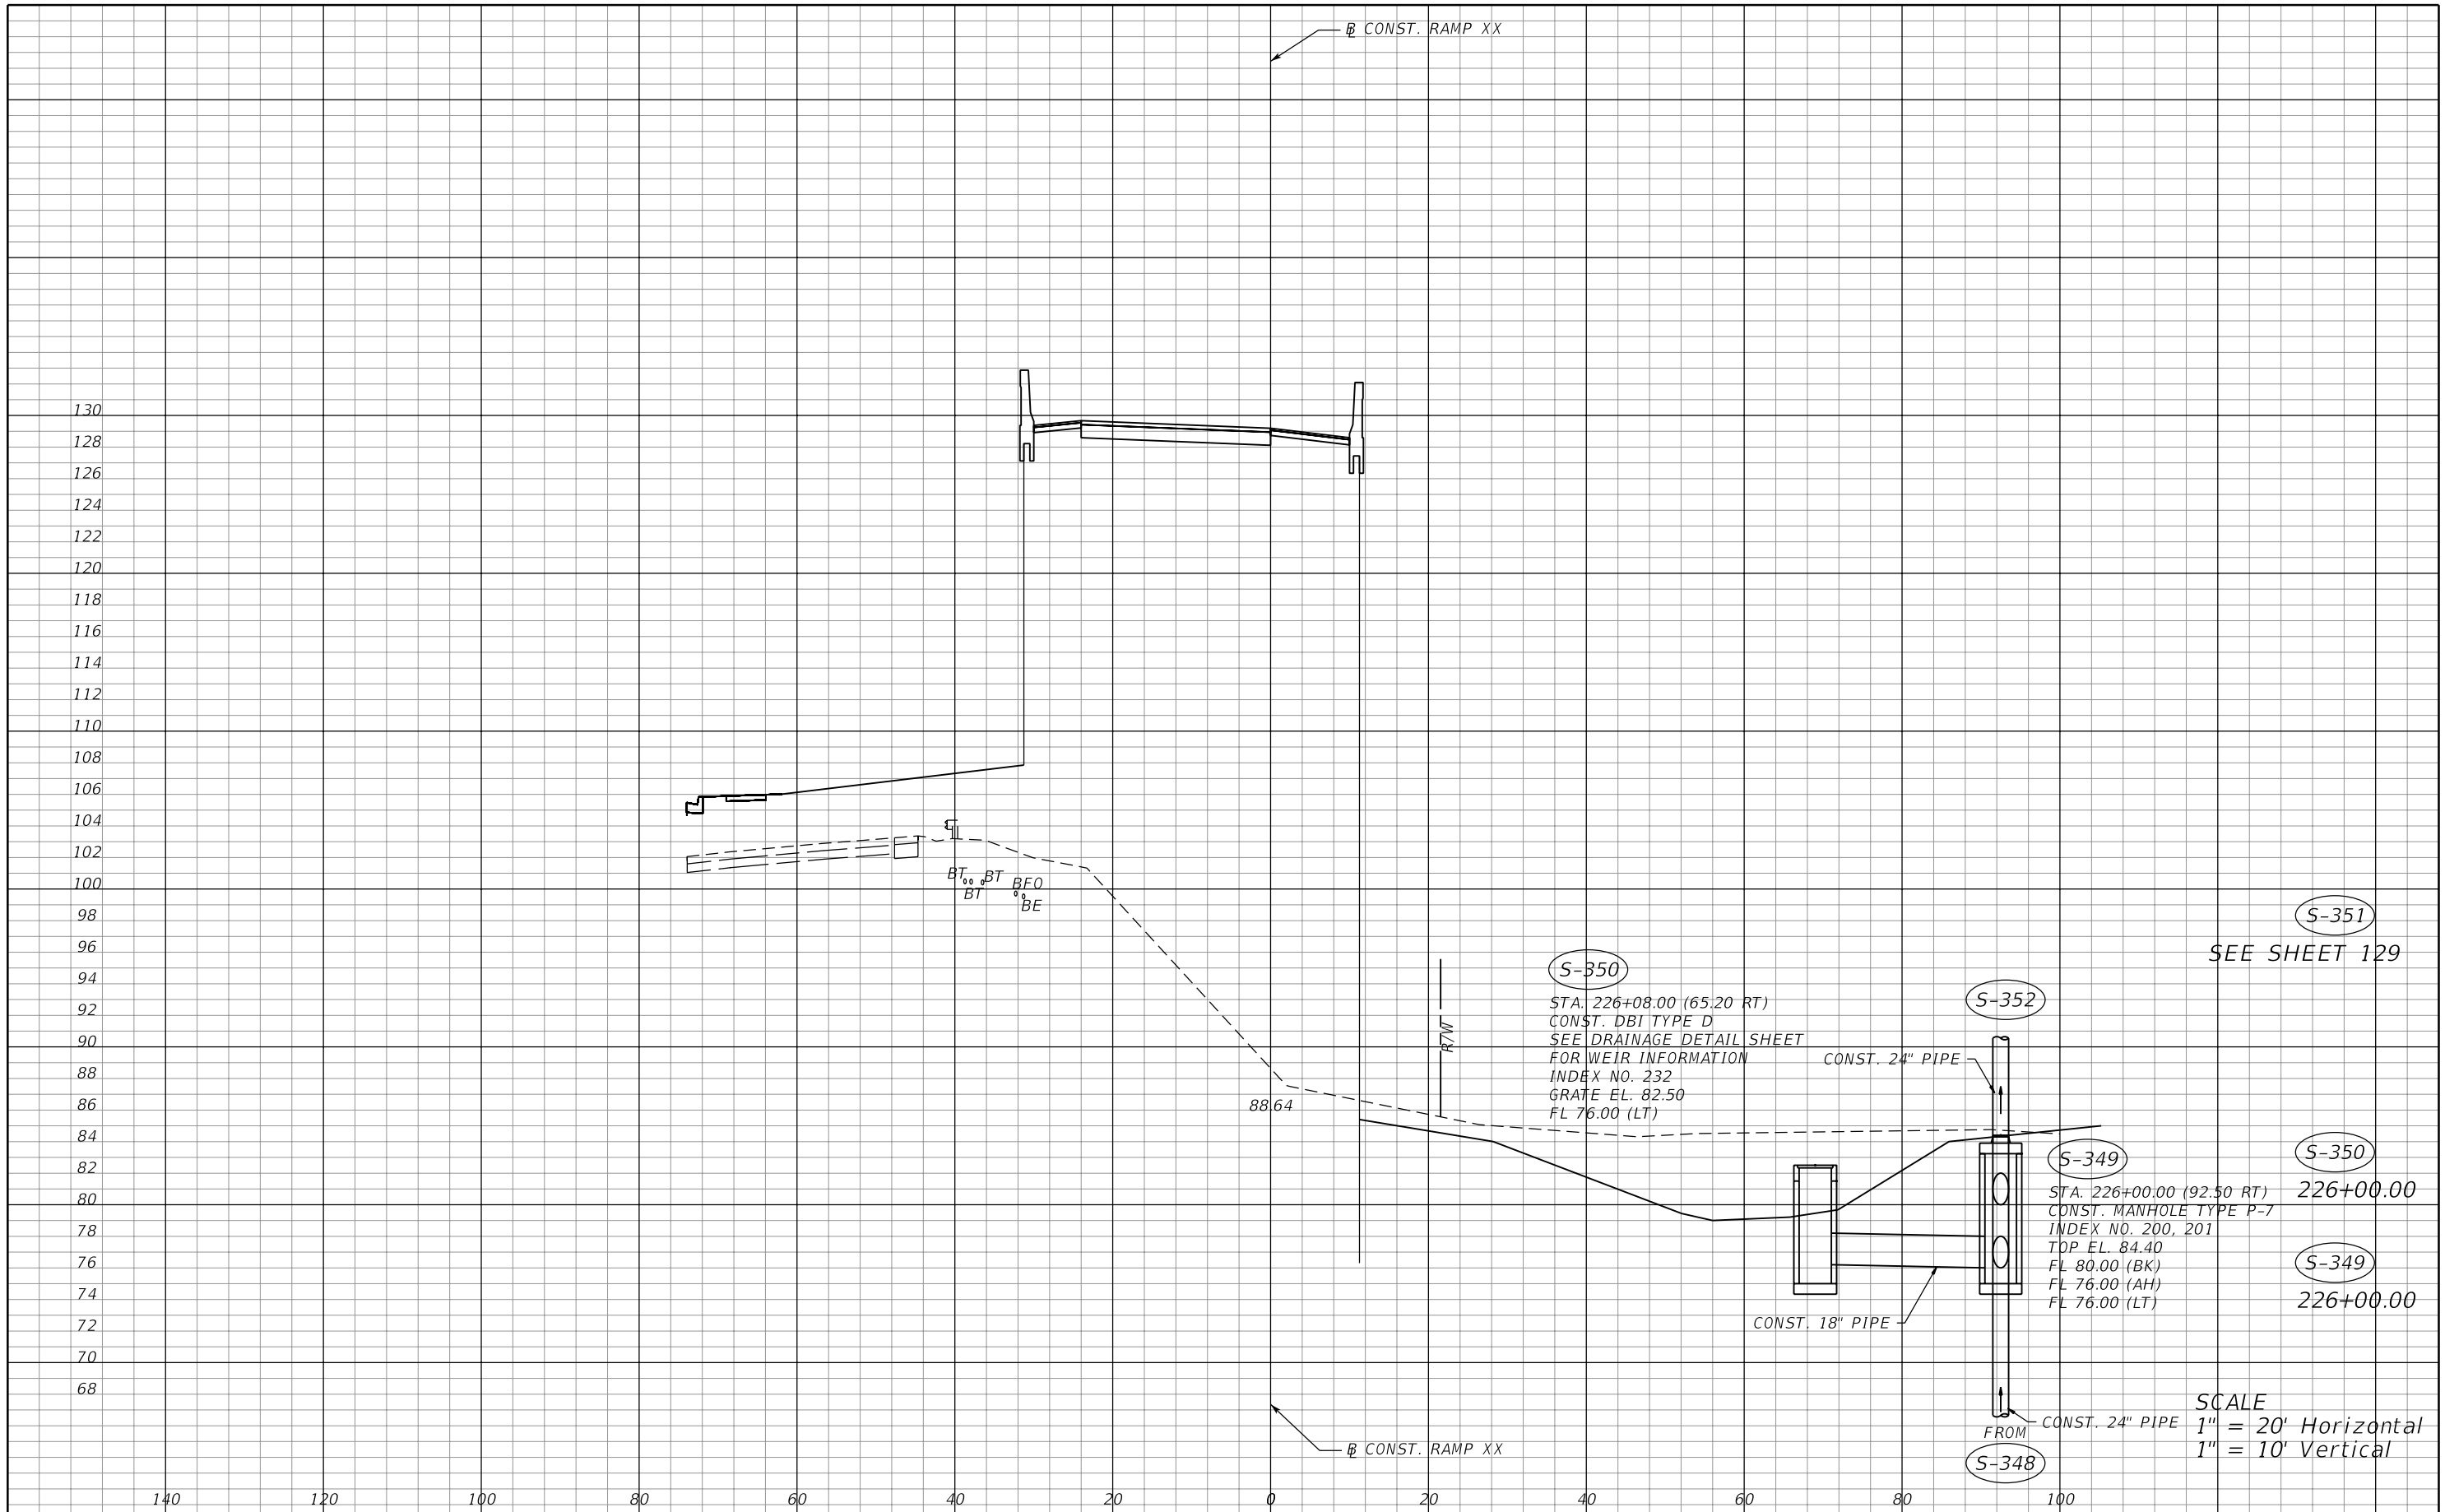 ℄ CONST. RAMP XX
130
128
126
124
122
120
118
116
114
112
110
108
106
104
102
100
98
96
94
92
90
88
86
84
82
80
78
76
74
72
70
68
BT
BT
BT
BFO
BE
88.64
R/W
S-350
STA. 226+08.00 (65.20 RT)
CONST. DBI TYPE D
SEE DRAINAGE DETAIL SHEET
FOR WEIR INFORMATION
INDEX NO. 232
GRATE EL. 82.50
FL 76.00 (LT)
S-352
CONST. 24" PIPE
S-349
STA. 226+00.00 (92.50 RT)
CONST. MANHOLE TYPE P-7
INDEX NO. 200, 201
TOP EL. 84.40
FL 80.00 (BK)
FL 76.00 (AH)
FL 76.00 (LT)
CONST. 18" PIPE
CONST. 24" PIPE
FROM
S-348
S-351
SEE SHEET 129
S-350
226+00.00
S-349
226+00.00
SCALE
1" = 20' Horizontal
1" = 10' Vertical
℄ CONST. RAMP XX
140 120 100 80 60 40 20 0 20 40 60 80 100